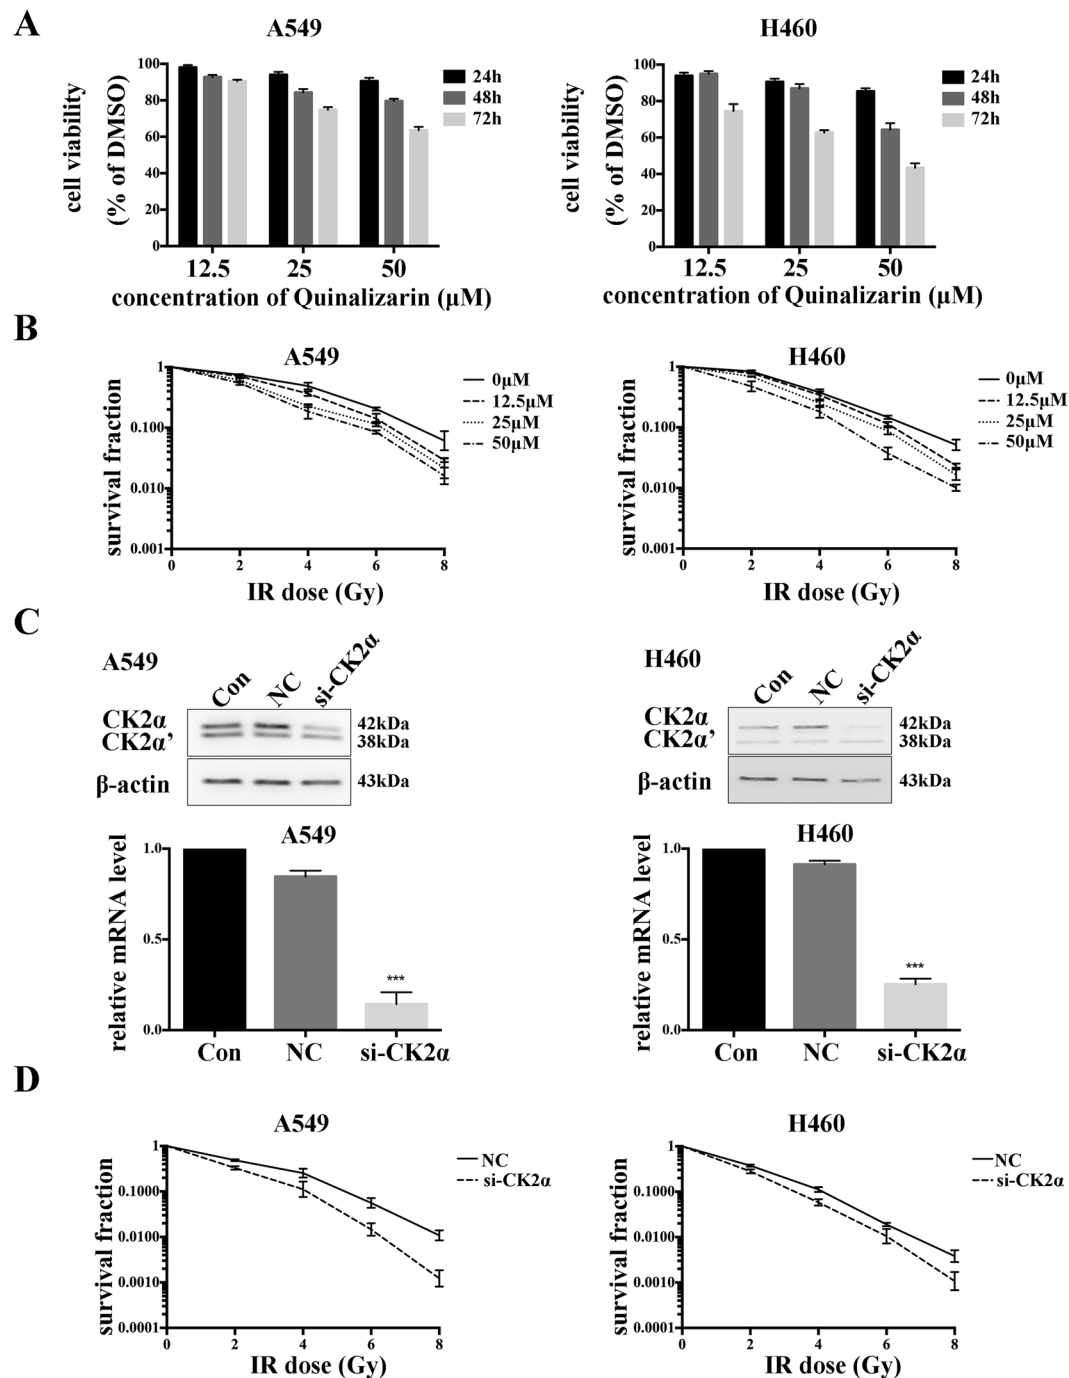 A
A549
cell viability
(% of DMSO)
100
80
60
40
20
0
12.5
25
50
concentration of Quinalizarin (μM)
24h
48h
72h
H460
cell viability
(% of DMSO)
100
80
60
40
20
0
12.5
25
50
concentration of Quinalizarin (μM)
24h
48h
72h
B
A549
survival fraction
1
0.100
0.010
0.001
0
2
4
6
8
IR dose (Gy)
0μM
12.5μM
25μM
50μM
H460
survival fraction
1
0.100
0.010
0.001
0
2
4
6
8
IR dose (Gy)
0μM
12.5μM
25μM
50μM
C
A549
Con
NC
si-CK2α
CK2α
CK2α’
β-actin
42kDa
38kDa
43kDa
H460
Con
NC
si-CK2α
CK2α
CK2α’
β-actin
42kDa
38kDa
43kDa
A549
relative mRNA level
1.0
0.5
0.0
***
Con
NC
si-CK2α
H460
relative mRNA level
1.0
0.5
0.0
***
Con
NC
si-CK2α
D
A549
survival fraction
1
0.1000
0.0100
0.0010
0.0001
0
2
4
6
8
IR dose (Gy)
NC
si-CK2α
H460
survival fraction
1
0.1000
0.0100
0.0010
0.0001
0
2
4
6
8
IR dose (Gy)
NC
si-CK2α